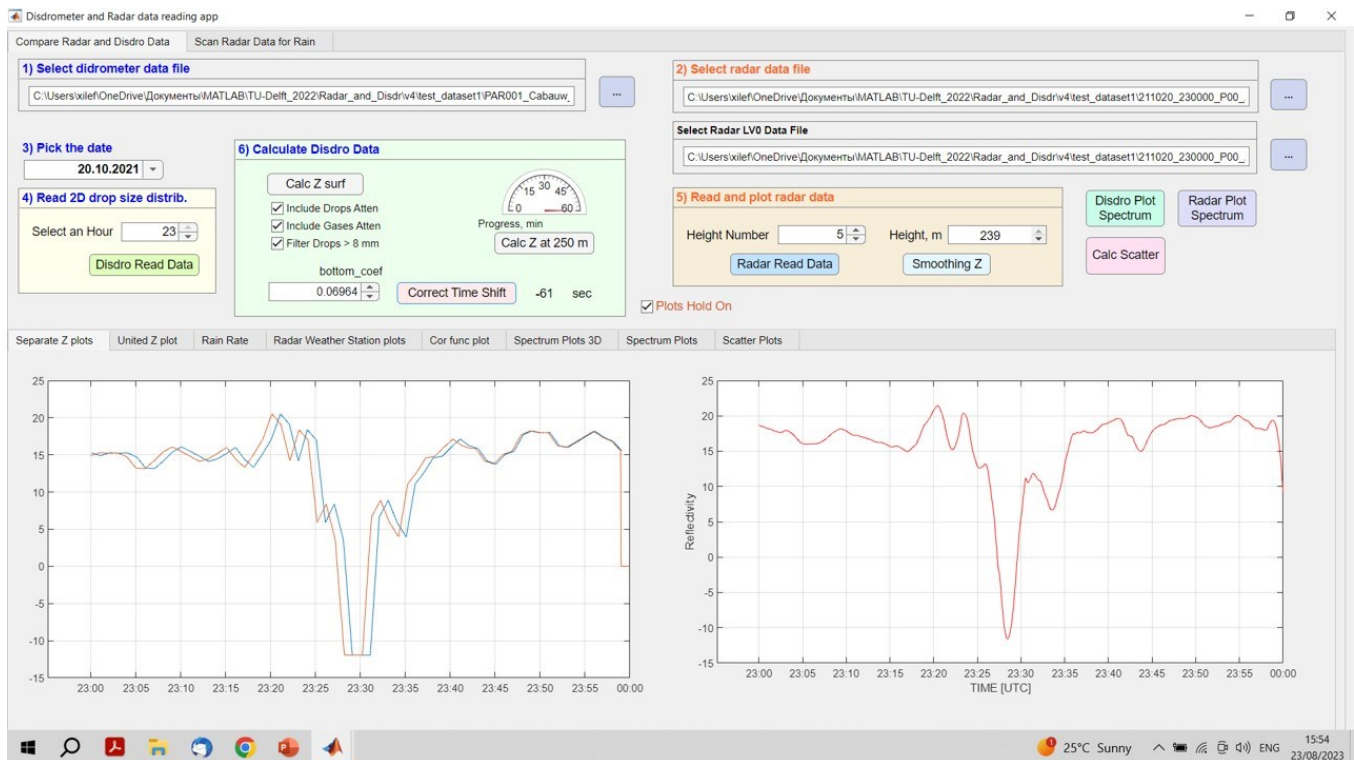 Disdrometer and Radar data reading app
Compare Radar and Disdro Data
Scan Radar Data for Rain
1) Select didrometer data file
C:\Users\xilef\OneDrive\Документы\MATLAB\TU-Delft_2022\Radar_and_Disdr\v4\test_dataset1\PAR001_Cabauw_
...
2) Select radar data file
C:\Users\xilef\OneDrive\Документы\MATLAB\TU-Delft_2022\Radar_and_Disdr\v4\test_dataset1\211020_230000_P00_
...
Select Radar LV0 Data File
C:\Users\xilef\OneDrive\Документы\MATLAB\TU-Delft_2022\Radar_and_Disdr\v4\test_dataset1\211020_230000_P00_
...
3) Pick the date
20.10.2021
4) Read 2D drop size distrib.
Select an Hour 23
Disdro Read Data
6) Calculate Disdro Data
Calc Z surf
Include Drops Atten
Include Gases Atten
Filter Drops > 8 mm
0 15 30 45 60
Progress, min
Calc Z at 250 m
bottom_coef
0.06964
Correct Time Shift
-61 sec
5) Read and plot radar data
Height Number 5 Height, m 239
Radar Read Data
Smoothing Z
Disdro Plot
Spectrum
Radar Plot
Spectrum
Calc Scatter
Plots Hold On
Separate Z plots
United Z plot
Rain Rate
Radar Weather Station plots
Cor func plot
Spectrum Plots 3D
Spectrum Plots
Scatter Plots
25
20
15
10
5
0
-5
-10
-15
23:00 23:05 23:10 23:15 23:20 23:25 23:30 23:35 23:40 23:45 23:50 23:55 00:00
Reflectivity
25
20
15
10
5
0
-5
-10
-15
23:00 23:05 23:10 23:15 23:20 23:25 23:30 23:35 23:40 23:45 23:50 23:55 00:00
TIME [UTC]
1
25°C Sunny
ENG
15:54
23/08/2023